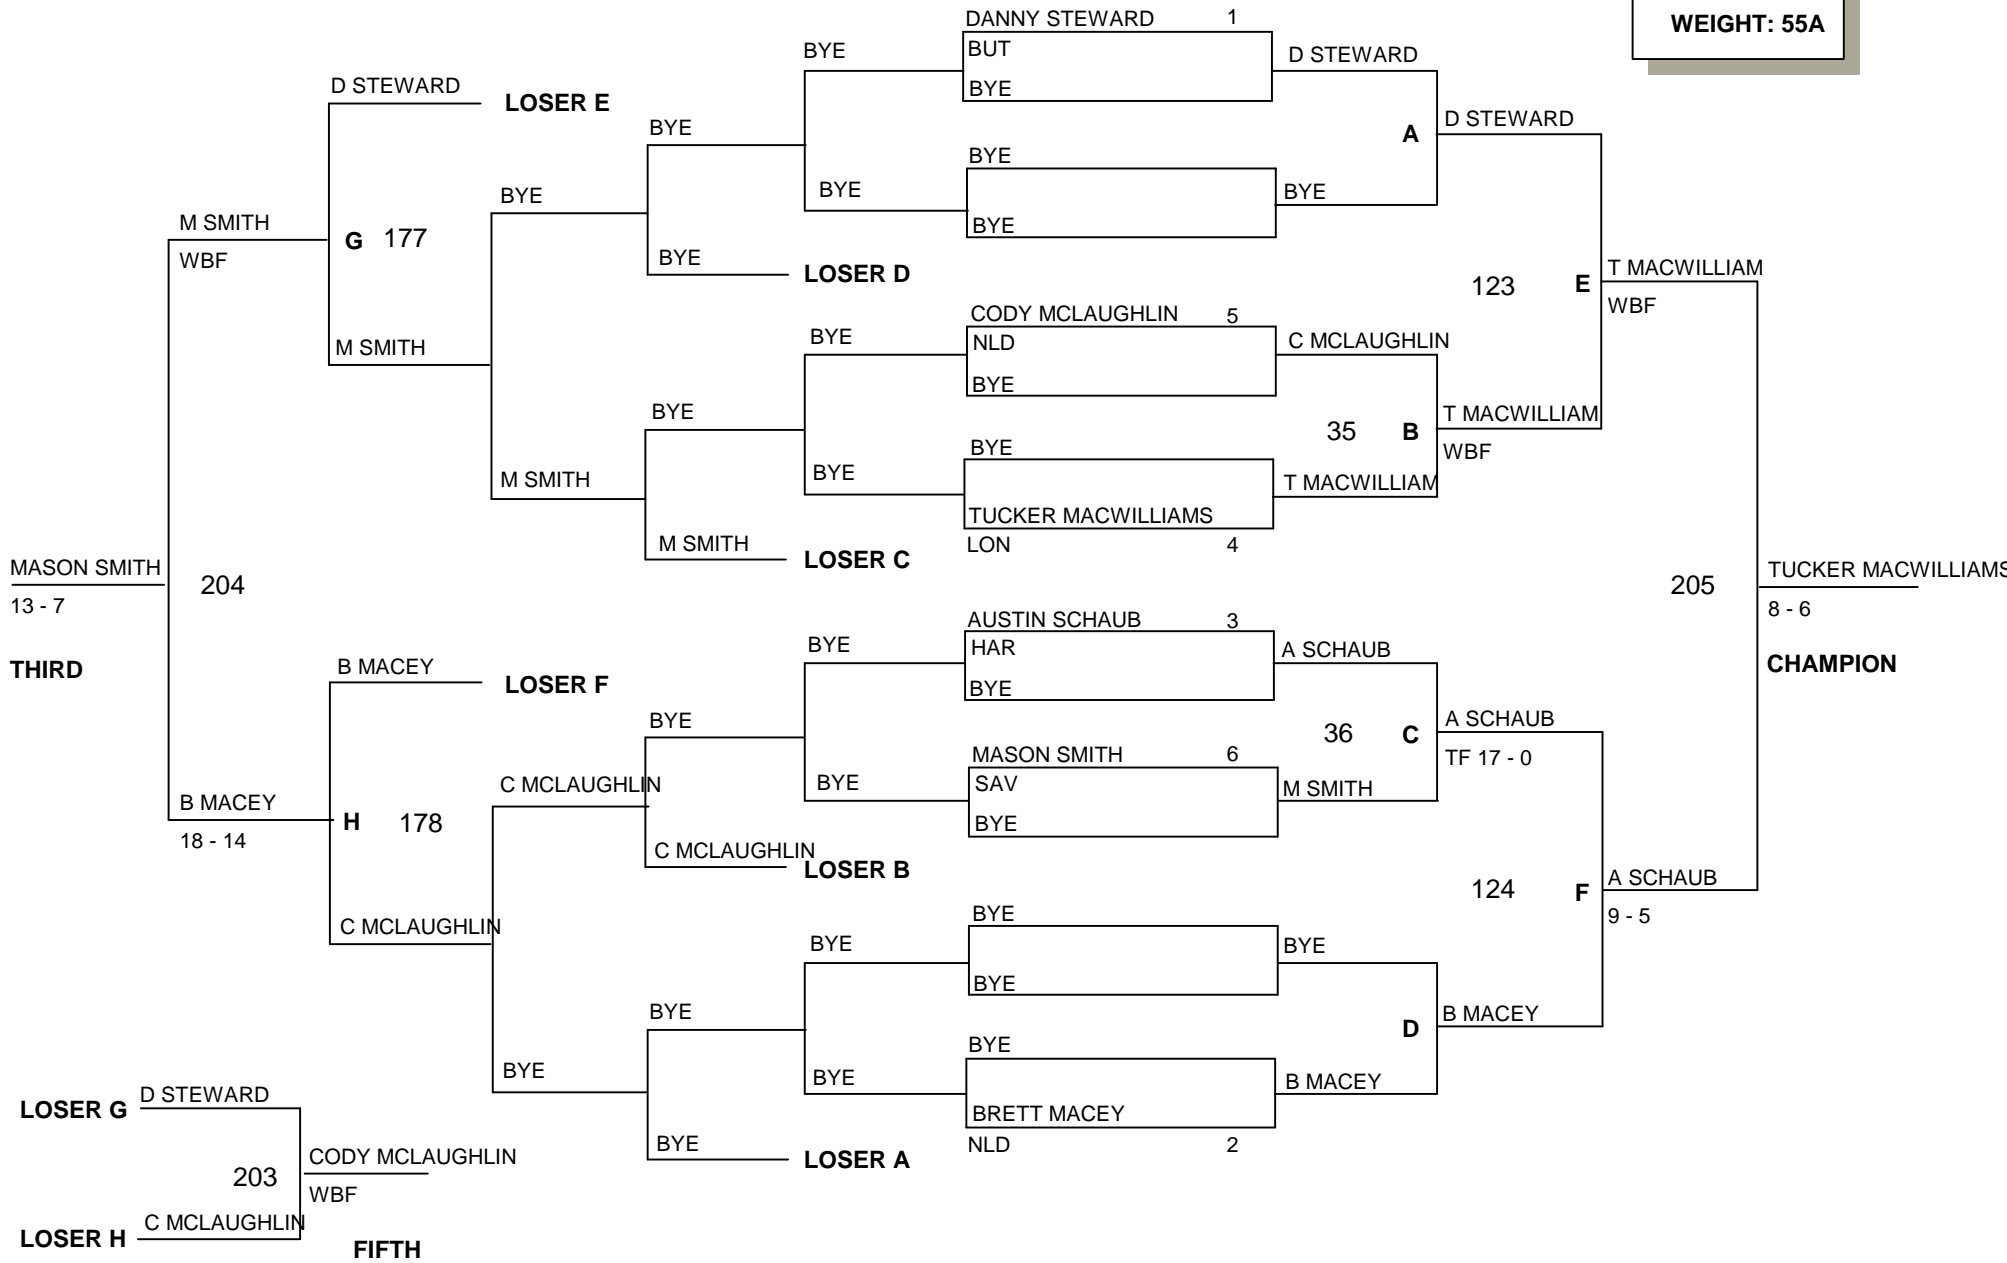 WEIGHT: 55A
DANNY STEWARD 1
BUT
BYE
BYE
BYE
CODY MCLAUGHLIN 5
NLD
BYE
BYE
TUCKER MACWILLIAMS
LON 4
AUSTIN SCHAUB 3
HAR
BYE
MASON SMITH 6
SAV
BYE
BYE
BYE
BYE
BRETT MACEY
NLD 2
D STEWARD
BYE
C MCLAUGHLIN
T MACWILLIAM
A SCHAUB
M SMITH
BYE
B MACEY
A
D STEWARD
35 B
T MACWILLIAM
WBF
36 C
A SCHAUB
TF 17 - 0
D
B MACEY
123 E
T MACWILLIAM
WBF
124 F
A SCHAUB
9 - 5
205
TUCKER MACWILLIAMS
8 - 6
CHAMPION
BYE
BYE
BYE
BYE
BYE
BYE
BYE
BYE
BYE
BYE
LOSER D
BYE
M SMITH
LOSER C
BYE
C MCLAUGHLIN
LOSER B
BYE
BYE
LOSER A
BYE
M SMITH
C MCLAUGHLIN
BYE
D STEWARD
LOSER E
G 177
M SMITH
B MACEY
LOSER F
H 178
C MCLAUGHLIN
M SMITH
WBF
204
B MACEY
18 - 14
MASON SMITH
13 - 7
THIRD
LOSER G D STEWARD
203
CODY MCLAUGHLIN
WBF
LOSER H C MCLAUGHLIN
FIFTH